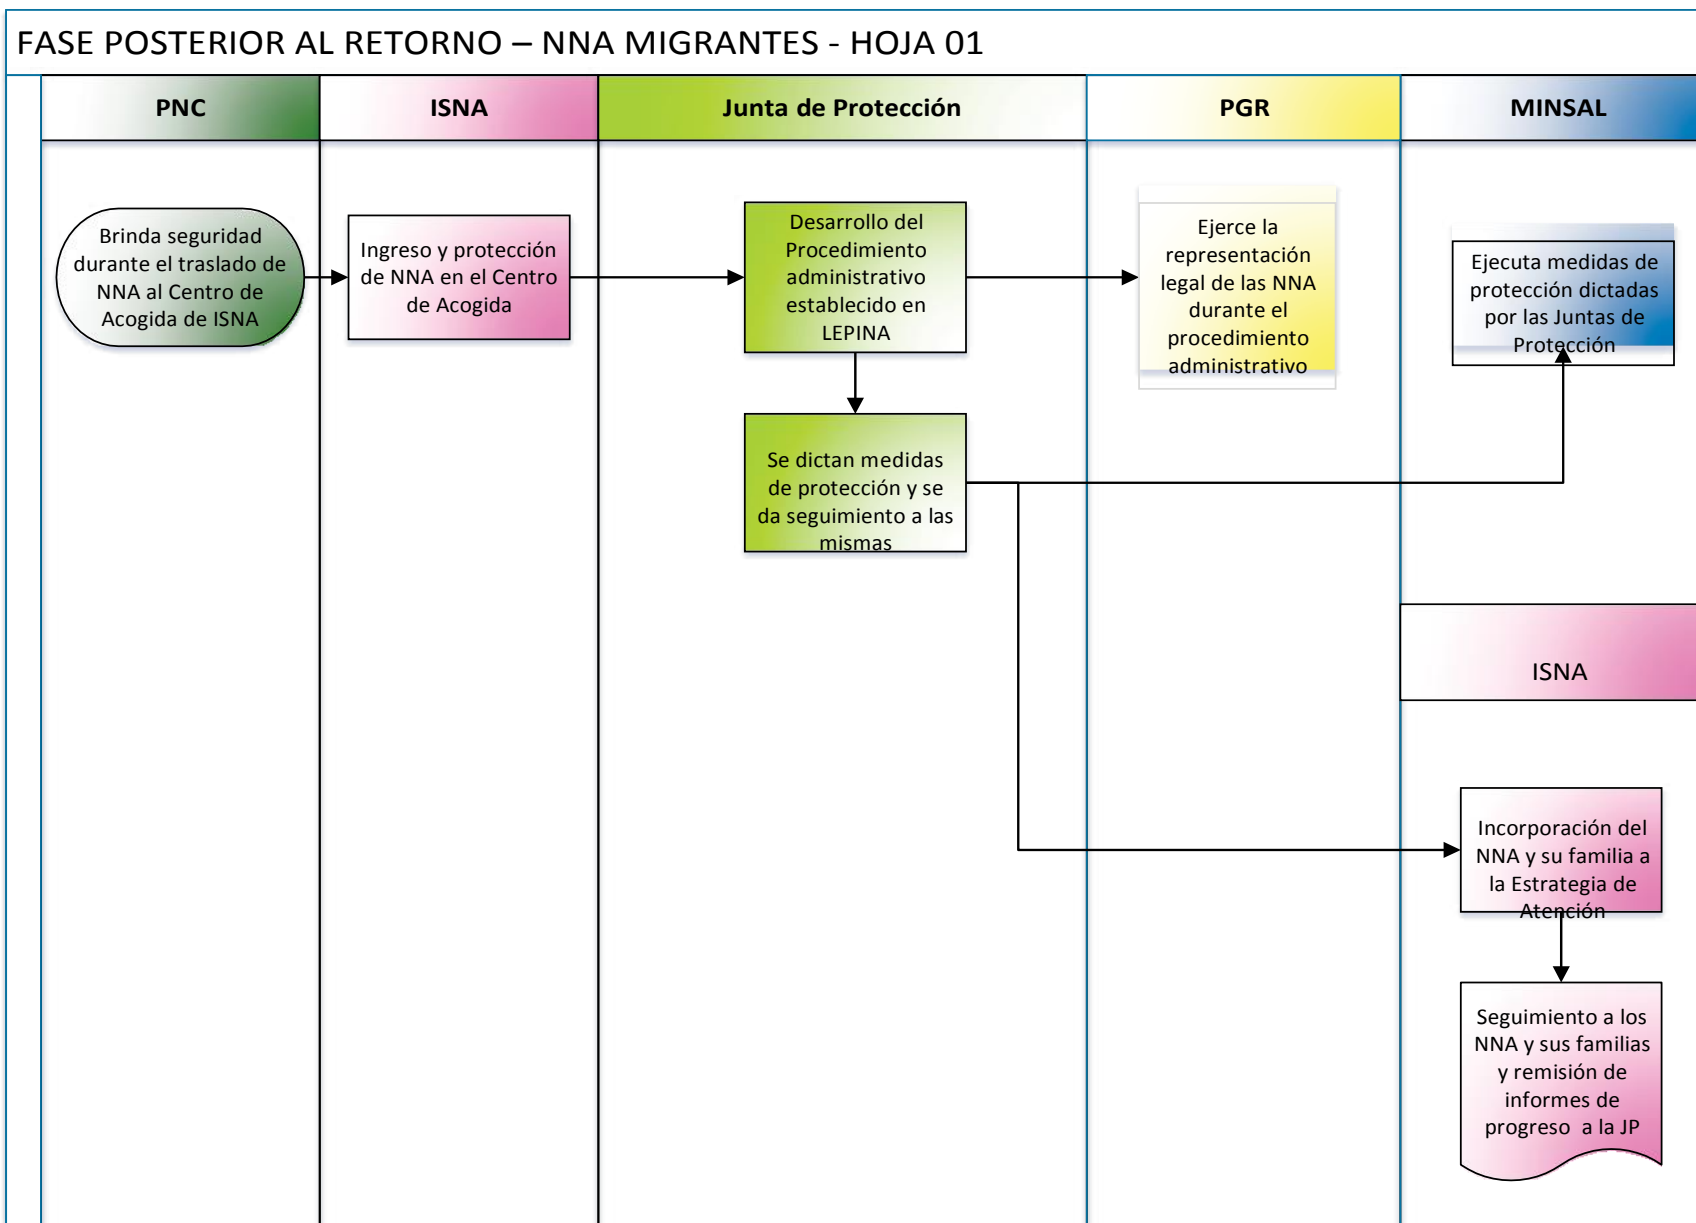 FASE POSTERIOR AL RETORNO – NNA MIGRANTES - HOJA 01
PNC
ISNA
Junta de Protección
PGR
MINSAL
Brinda seguridad
durante el traslado de
NNA al Centro de
Acogida de ISNA
Ingreso y protección
de NNA en el Centro
de Acogida
Desarrollo del
Procedimiento
administrativo
establecido en
LEPINA
Ejerce la
representación
legal de las NNA
durante el
procedimiento
administrativo
Ejecuta medidas de
protección dictadas
por las Juntas de
Protección
Se dictan medidas
de protección y se
da seguimiento a las
mismas
ISNA
Incorporación del
NNA y su familia a
la Estrategia de
Atención
Seguimiento a los
NNA y sus familias
y remisión de
informes de
progreso a la JP